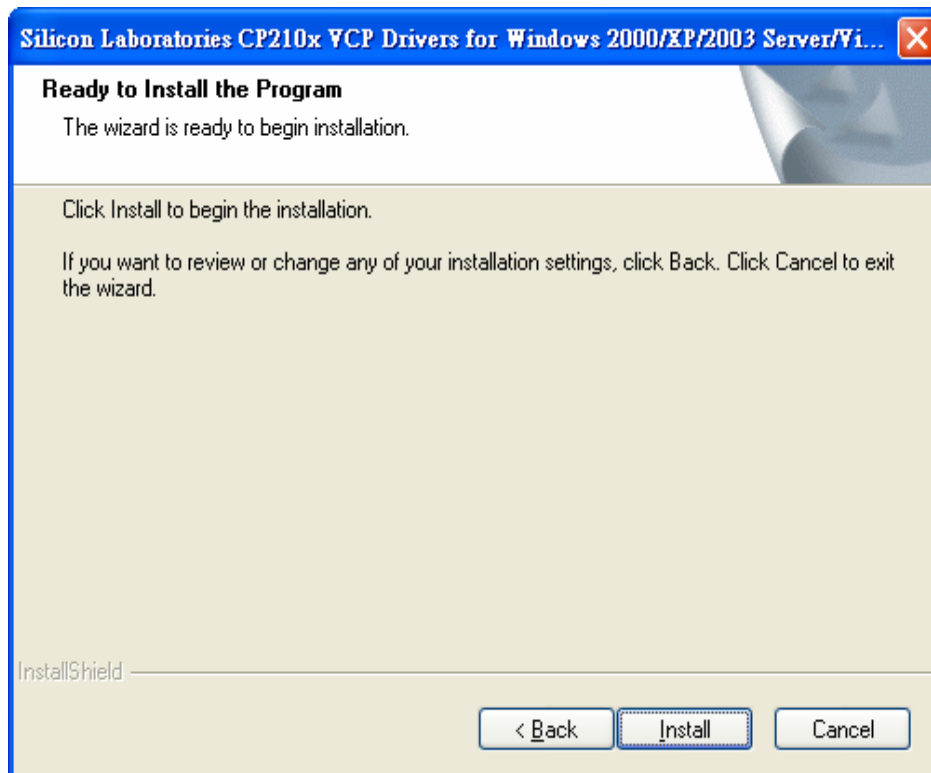 Silicon Laboratories CP210x VCP Drivers for Windows 2000/XP/2003 Server/Vi...
Ready to Install the Program
The wizard is ready to begin installation.
Click Install to begin the installation.
If you want to review or change any of your installation settings, click Back. Click Cancel to exit
the wizard.
InstallShield
< Back
Install
Cancel